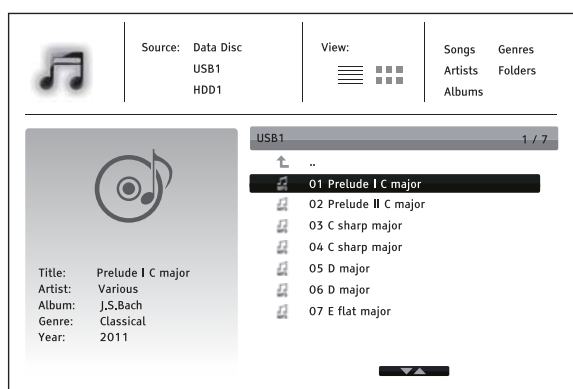 Source: Data Disc
USB1
HDD1
View:
Songs Genres
Artists Folders
Albums
USB1 1 / 7
..
01 Prelude I C major
02 Prelude II C major
03 C sharp major
04 C sharp major
05 D major
06 D major
07 E flat major
Title: Prelude I C major
Artist: Various
Album: J.S.Bach
Genre: Classical
Year: 2011